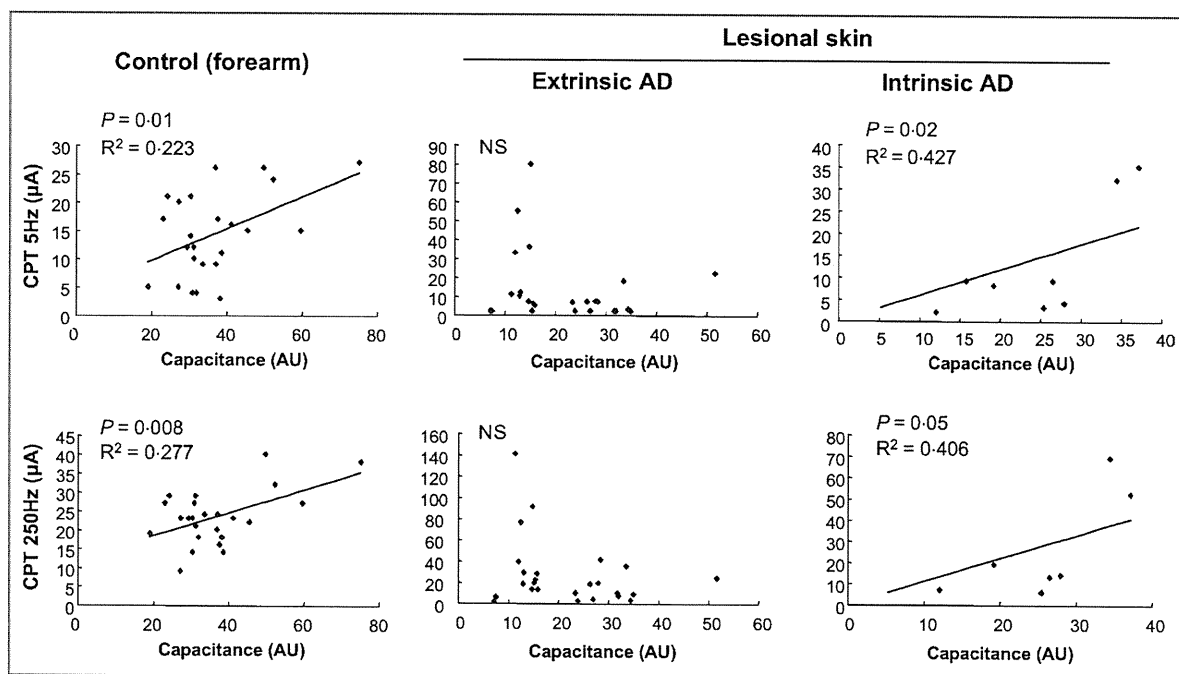 Lesional skin
Control (forearm)
Extrinsic AD
Intrinsic AD
P = 0·01
R² = 0·223
CPT 5Hz (µA)
30
25
20
15
10
5
0
0 20 40 60 80
Capacitance (AU)
NS
90
80
70
60
50
40
30
20
10
0
0 10 20 30 40 50 60
Capacitance (AU)
P = 0·02
R² = 0·427
40
35
30
25
20
15
10
5
0
0 5 10 15 20 25 30 35 40
Capacitance (AU)
P = 0·008
R² = 0·277
CPT 250Hz (µA)
45
40
35
30
25
20
15
10
5
0
0 20 40 60 80
Capacitance (AU)
NS
160
140
120
100
80
60
40
20
0
0 10 20 30 40 50 60
Capacitance (AU)
P = 0·05
R² = 0·406
80
70
60
50
40
30
20
10
0
0 10 20 30 40
Capacitance (AU)